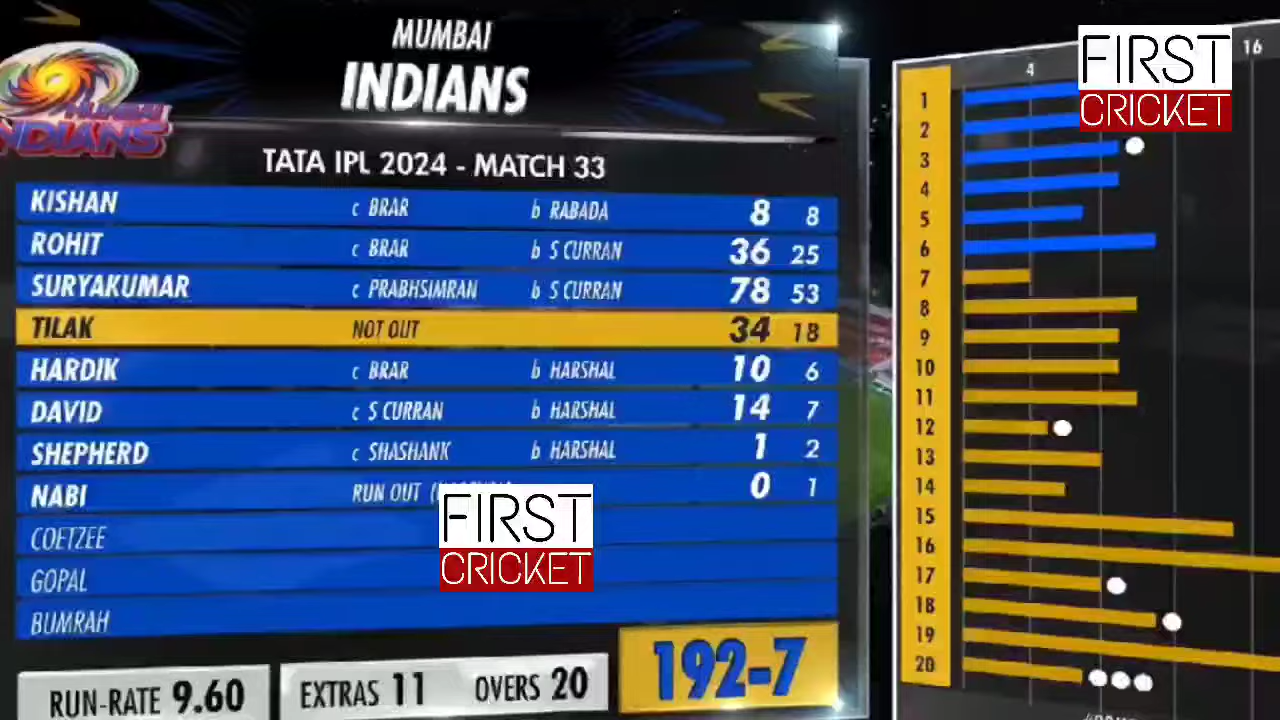 MUMBAI
INDIANS
MUMBAI
INDIANS
TATA IPL 2024 - MATCH 33
KISHAN c BRAR b RABADA 8 8
ROHIT c BRAR b S CURRAN 36 25
SURYAKUMAR c PRABHSIMRAN b S CURRAN 78 53
TILAK NOT OUT 34 18
HARDIK c BRAR b HARSHAL 10 6
DAVID c S CURRAN b HARSHAL 14 7
SHEPHERD c SHASHANK b HARSHAL 1 2
NABI RUN OUT 0 1
COETZEE
GOPAL
BUMRAH
FIRST
CRICKET
RUN-RATE 9.60 EXTRAS 11 OVERS 20 192-7
4 16
FIRST
CRICKET
1
2
3
4
5
6
7
8
9
10
11
12
13
14
15
16
17
18
19
20